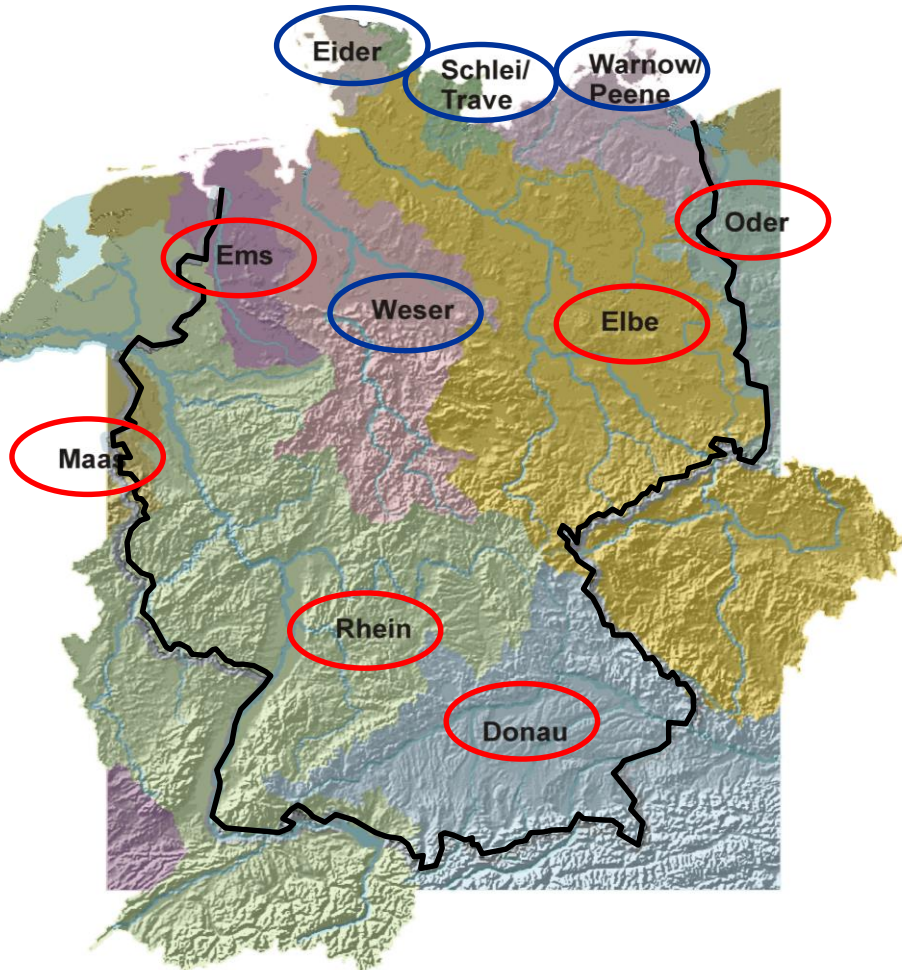 Eider
Schlei/
Trave
Warnow/
Peene
Oder
Ems
Weser
Elbe
Maas
Rhein
Donau